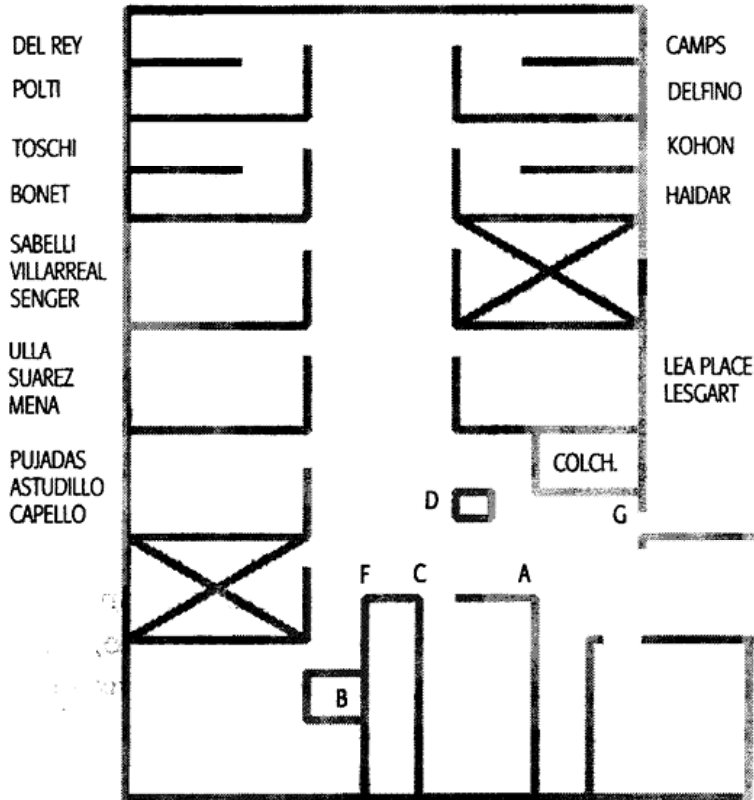 DEL REY
POLTI
TOSCHI
BONET
SABELLI
VILLARREAL
SENGER
ULLA
SUAREZ
MENA
PUJADAS
ASTUDILLO
CAPELLO
CAMPS
DELFINO
KOHON
HAIDAR
LEA PLACE
LESGART
COLCH.
D
G
F
C
A
B